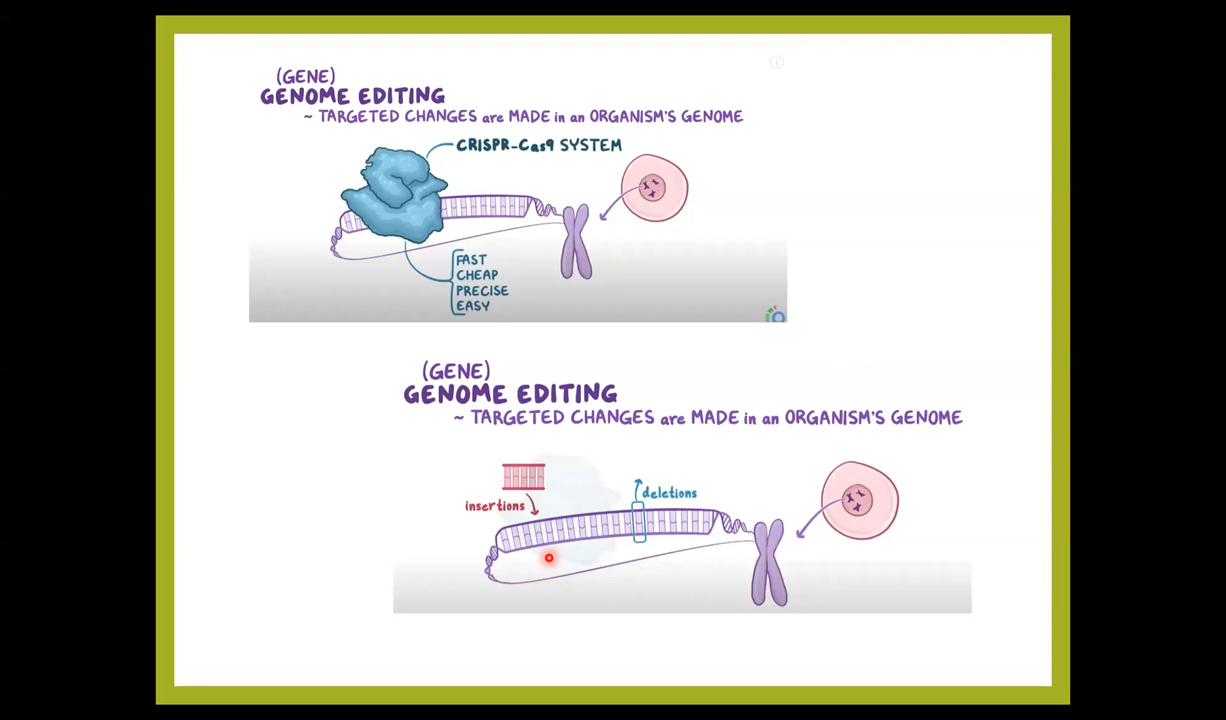 (GENE)
GENOME EDITING
~ TARGETED CHANGES are MADE in an ORGANISM'S GENOME
CRISPR-Cas9 SYSTEM
FAST
CHEAP
PRECISE
EASY
(GENE)
GENOME EDITING
~ TARGETED CHANGES are MADE in an ORGANISM'S GENOME
deletions
insertions